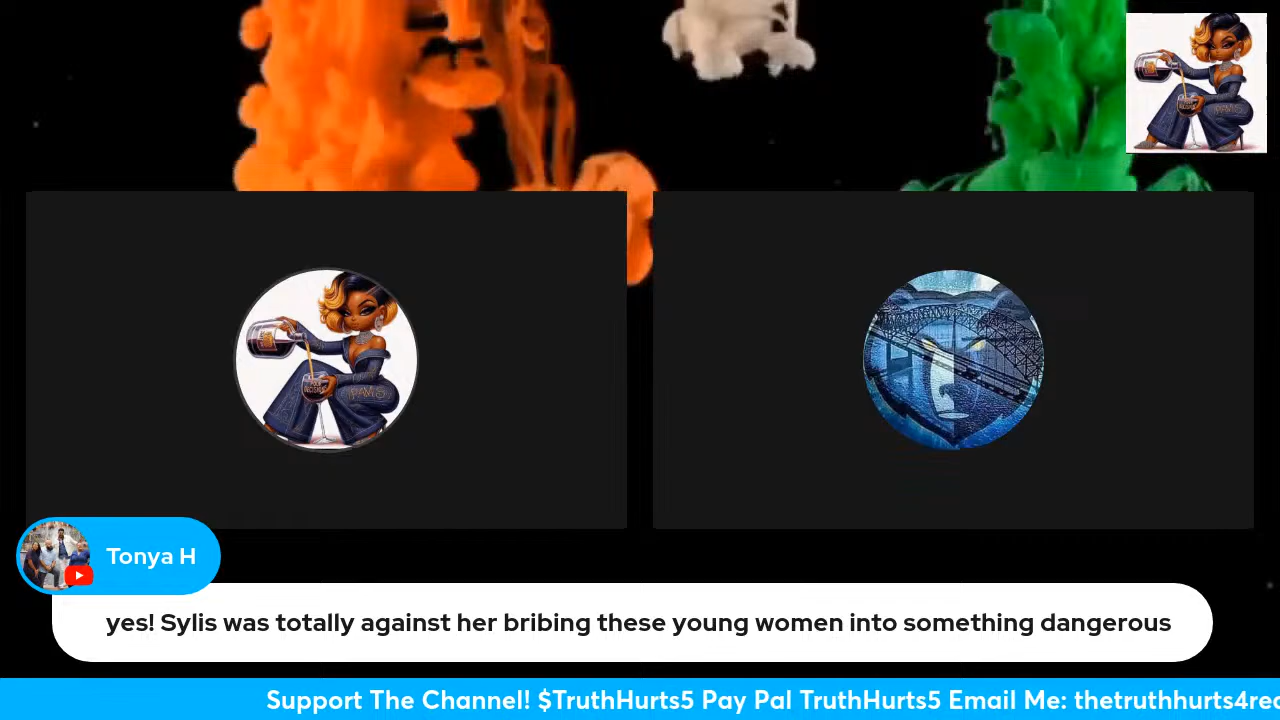 Tonya H
yes! Sylis was totally against her bribing these young women into something dangerous
Support The Channel! $TruthHurts5 Pay Pal TruthHurts5 Email Me: thetruthhurts4rea